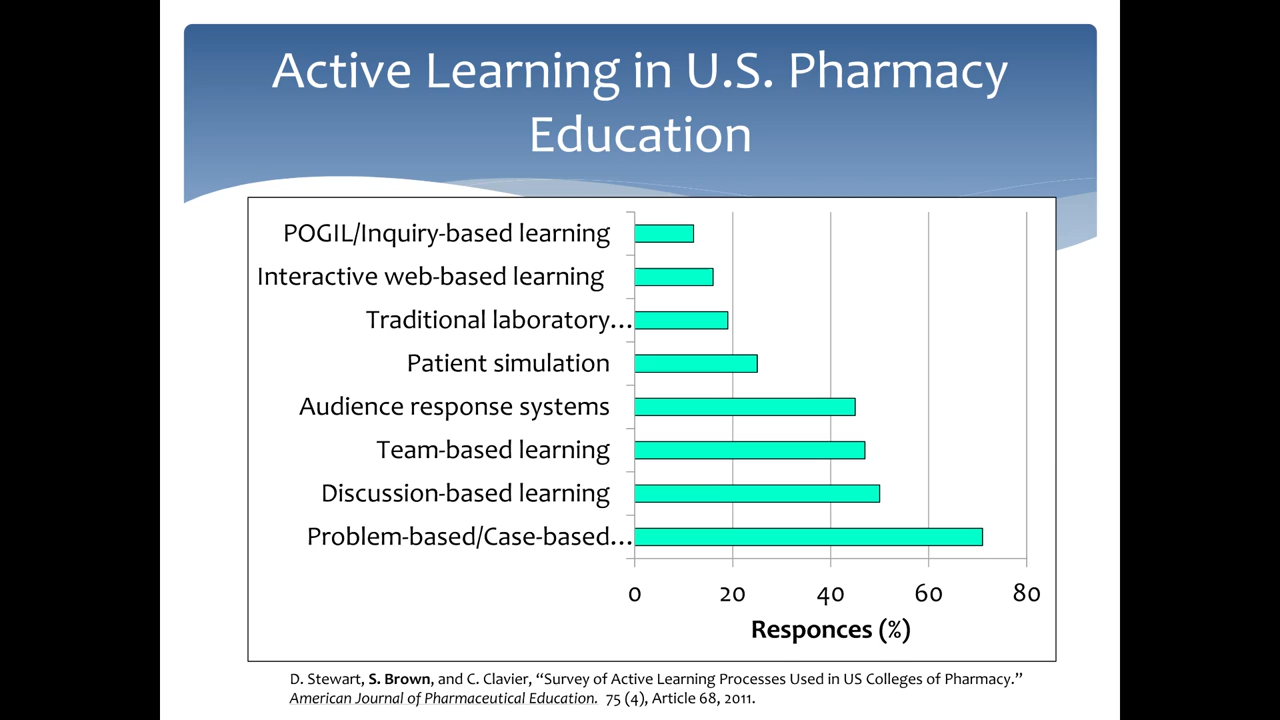 Active Learning in U.S. Pharmacy
Education
POGIL/Inquiry-based learning
Interactive web-based learning
Traditional laboratory…
Patient simulation
Audience response systems
Team-based learning
Discussion-based learning
Problem-based/Case-based…
0 20 40 60 80
Responces (%)
D. Stewart, S. Brown, and C. Clavier, “Survey of Active Learning Processes Used in US Colleges of Pharmacy.”
American Journal of Pharmaceutical Education. 75 (4), Article 68, 2011.